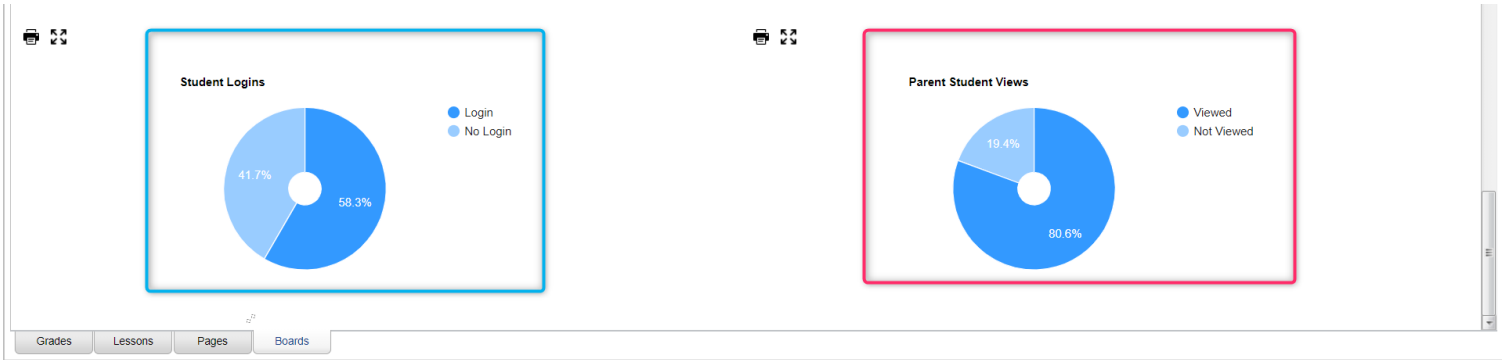 Student Logins
Login
No Login
41.7%
58.3%
Parent Student Views
Viewed
Not Viewed
19.4%
80.6%
Grades Lessons Pages Boards